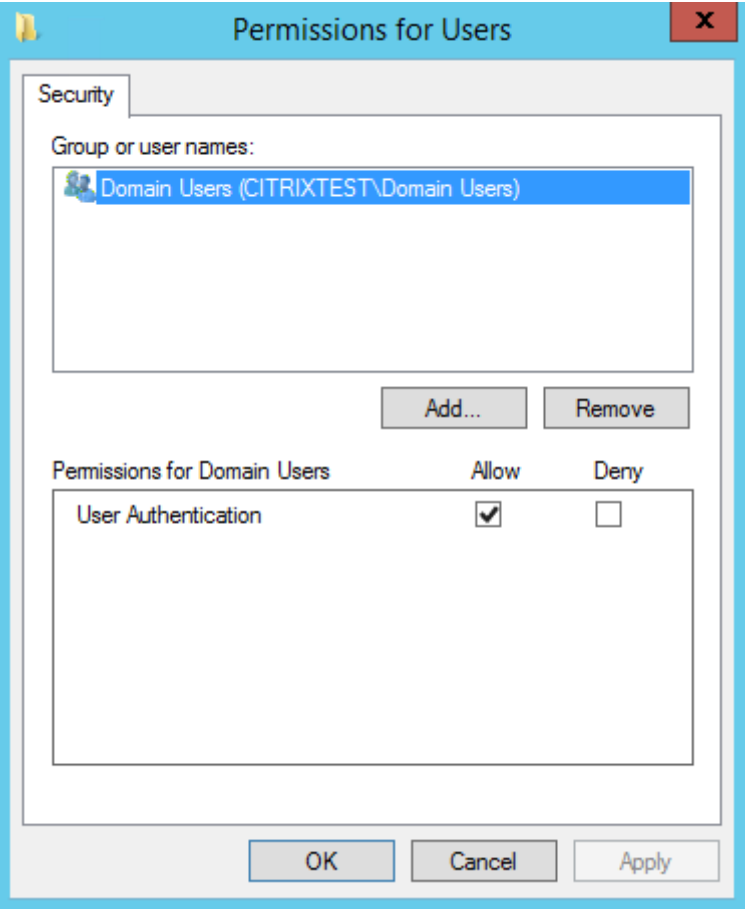 Permissions for Users
x
Security
Group or user names:
Domain Users (CITRIXTEST\Domain Users)
Add... Remove
Permissions for Domain Users Allow Deny
User Authentication
OK Cancel Apply